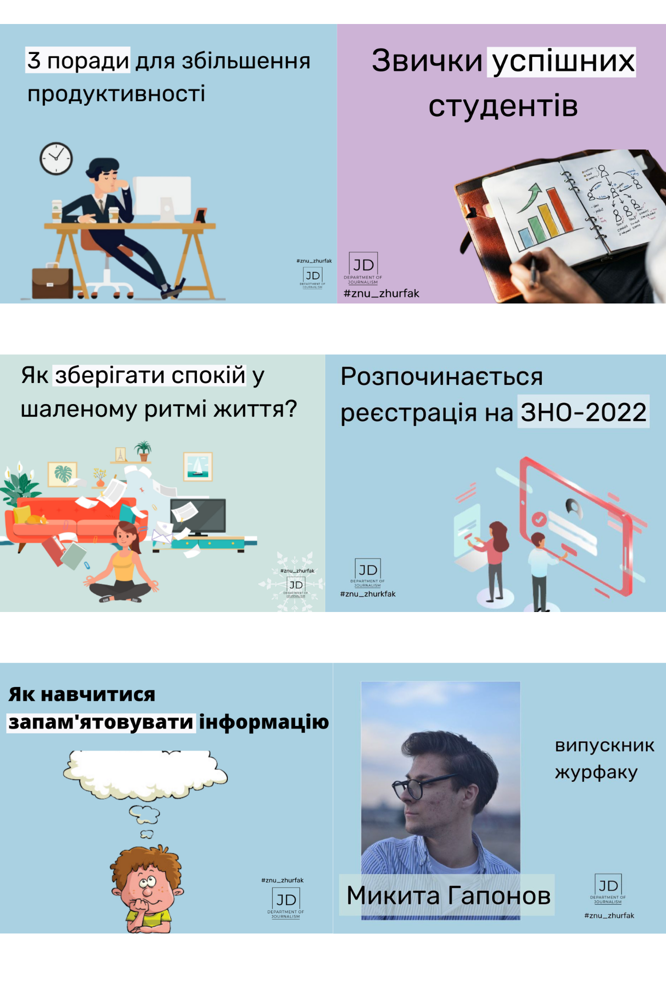 3 поради для збільшення
продуктивності
#znu_zhurfak
JD
DEPARTMENT OF
JOURNALISM
Звички успішних
студентів
JD
DEPARTMENT OF
JOURNALISM
#znu_zhurfak
Як зберігати спокій у
шаленому ритмі життя?
#znu_zhurfak
JD
DEPARTMENT OF
JOURNALISM
Розпочинається
реєстрація на ЗНО-2022
JD
DEPARTMENT OF
JOURNALISM
#znu_zhurkfak
Як навчитися
запам'ятовувати інформацію
#znu_zhurfak
JD
DEPARTMENT OF
JOURNALISM
випускник
журфаку
Микита Гапонов
JD
DEPARTMENT OF
JOURNALISM
#znu_zhurfak